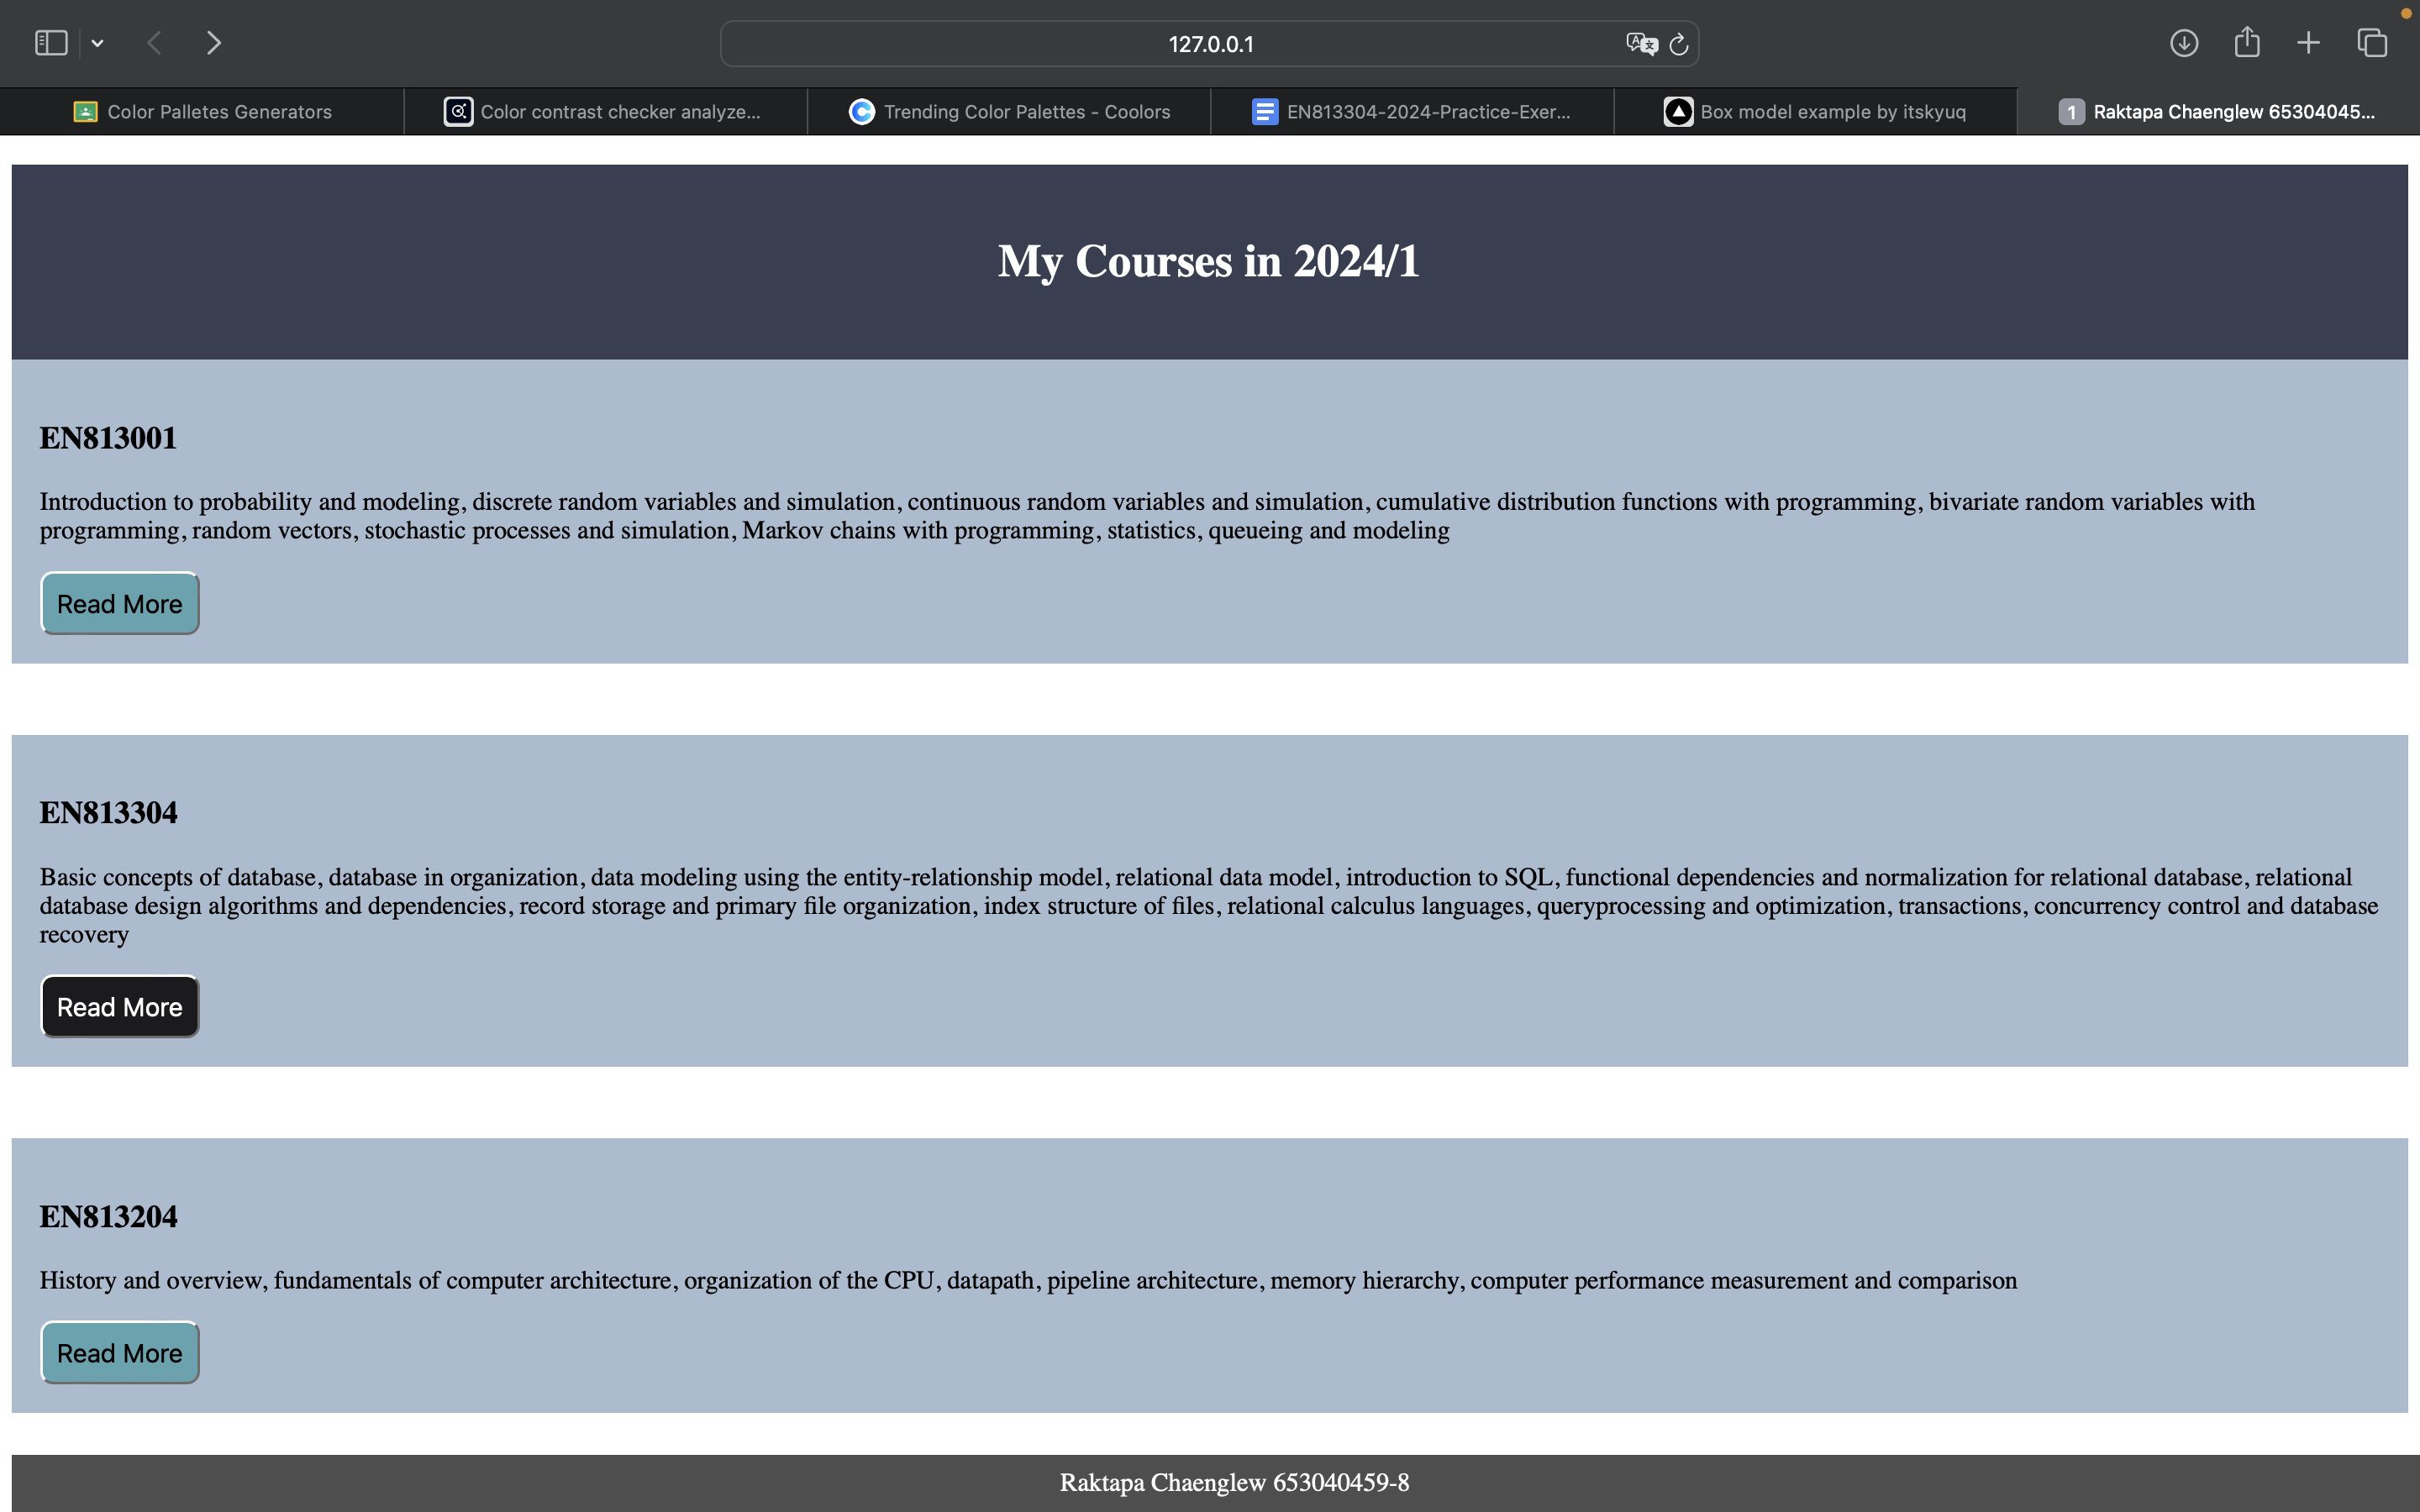 127.0.0.1
Color Palletes Generators
Color contrast checker analyze...
Trending Color Palettes - Coolors
EN813304-2024-Practice-Exer...
Box model example by itskyuq
1 Raktapa Chaenglew 65304045...
My Courses in 2024/1
EN813001
Introduction to probability and modeling, discrete random variables and simulation, continuous random variables and simulation, cumulative distribution functions with programming, bivariate random variables with
programming, random vectors, stochastic processes and simulation, Markov chains with programming, statistics, queueing and modeling
Read More
EN813304
Basic concepts of database, database in organization, data modeling using the entity-relationship model, relational data model, introduction to SQL, functional dependencies and normalization for relational database, relational
database design algorithms and dependencies, record storage and primary file organization, index structure of files, relational calculus languages, queryprocessing and optimization, transactions, concurrency control and database
recovery
Read More
EN813204
History and overview, fundamentals of computer architecture, organization of the CPU, datapath, pipeline architecture, memory hierarchy, computer performance measurement and comparison
Read More
Raktapa Chaenglew 653040459-8